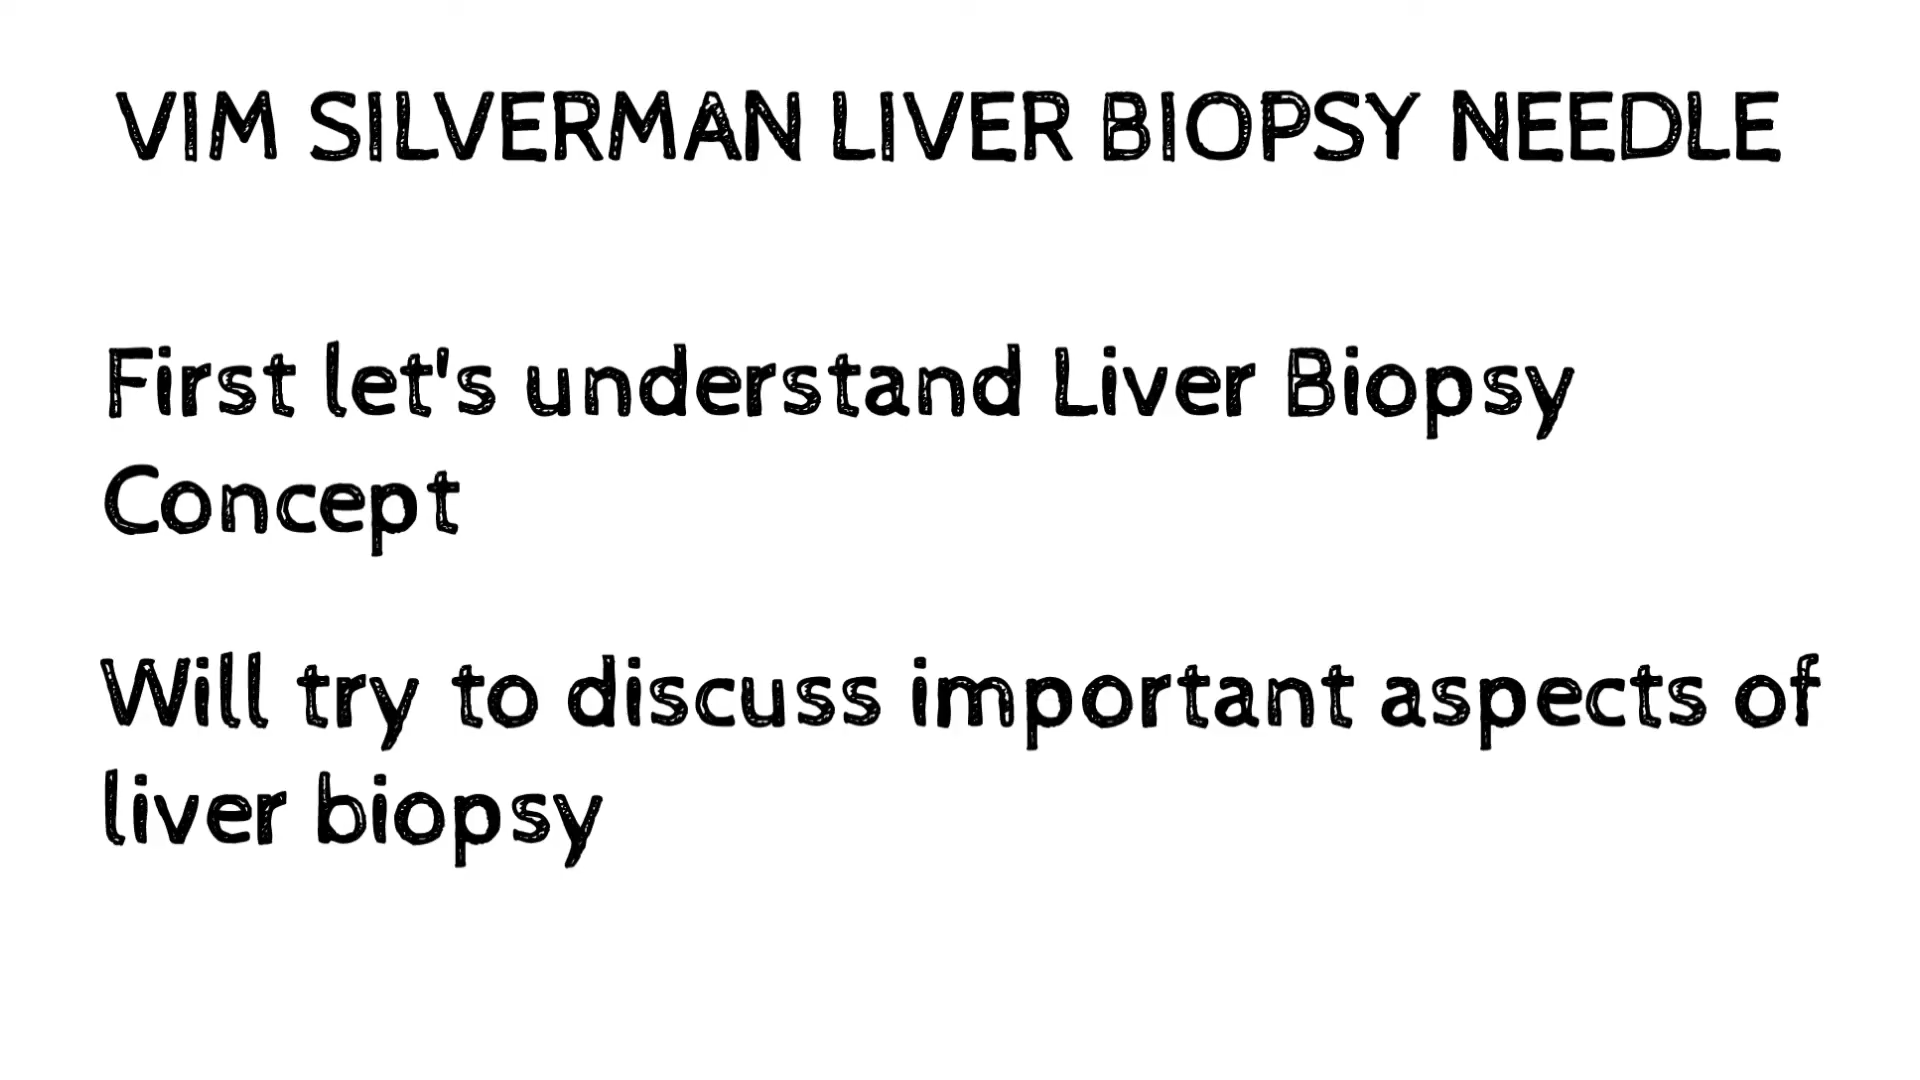 VIM SILVERMAN LIVER BIOPSY NEEDLE
First let's understand Liver Biopsy
Concept
Will try to discuss important aspects of
liver biopsy